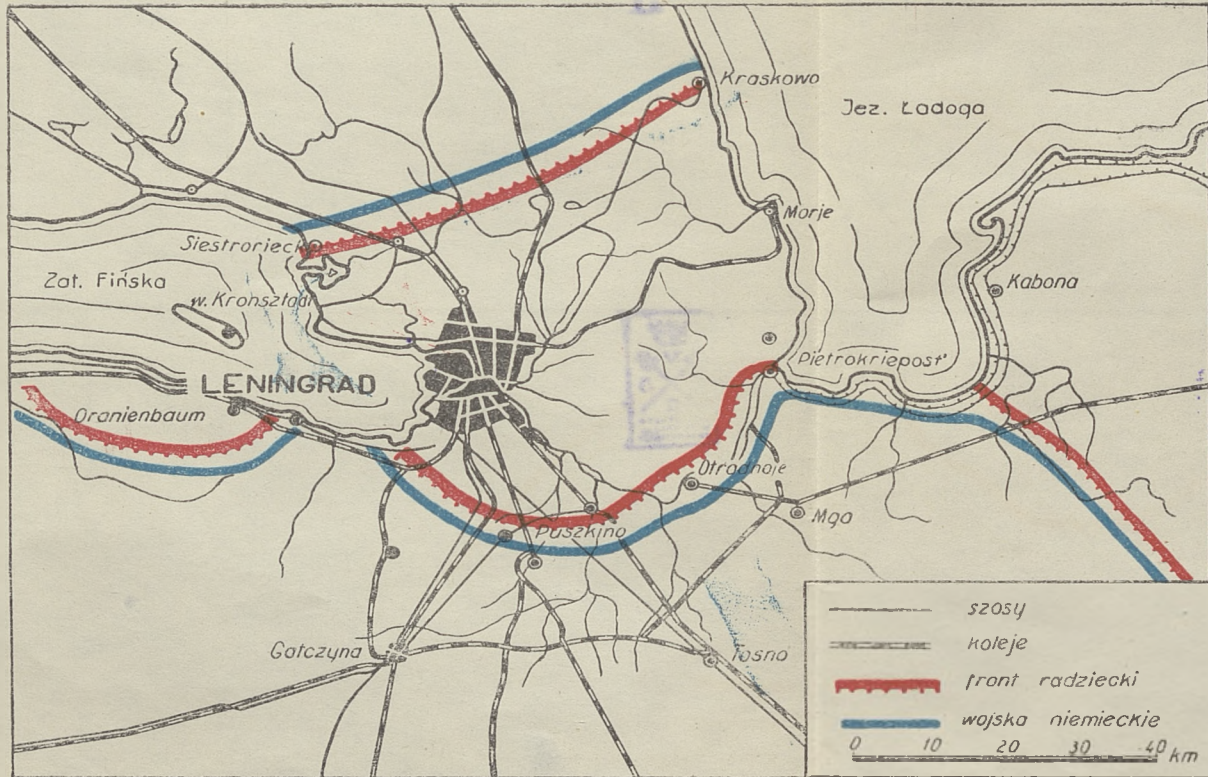 Kraskowo
Jez. Ładoga
Morje
Siestrorieck
Zat. Fińska
w. Kronsztadt
Kabona
Pietrokriepost'
LENINGRAD
Oranienbaum
Otradnoje
Mga
Puszkino
Gatczyna
Tosno
szosy
koleje
front radziecki
wojska niemieckie
0 10 20 30 40 km